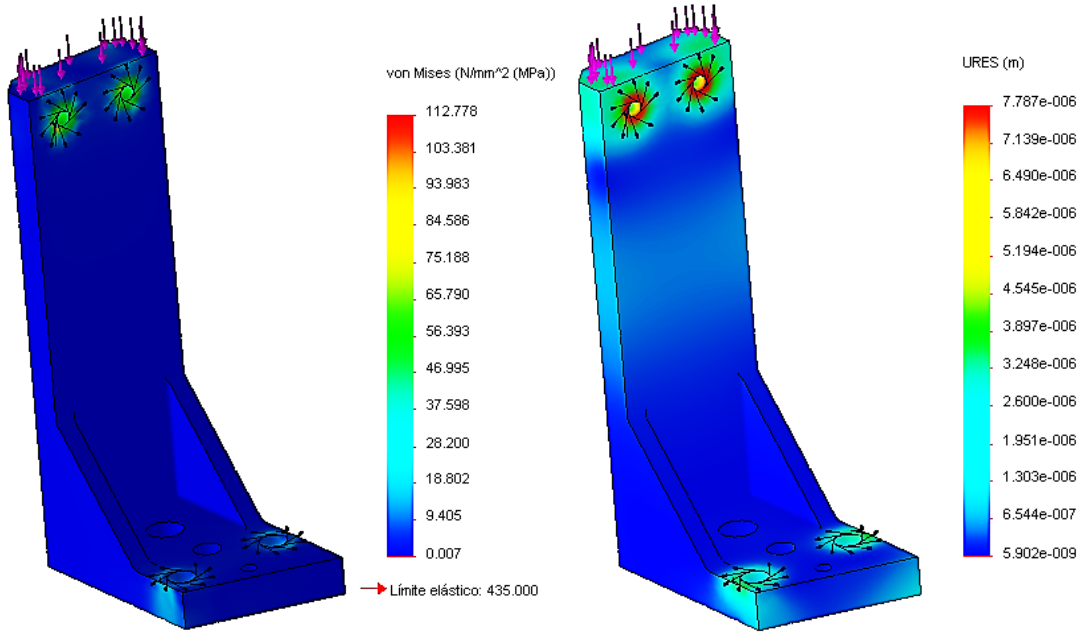 von Mises (N/mm^2 (MPa))
112.778
103.381
93.983
84.586
75.188
65.790
56.393
46.995
37.598
28.200
18.802
9.405
0.007
Límite elástico: 435.000
URES (m)
7.787e-006
7.139e-006
6.490e-006
5.842e-006
5.194e-006
4.545e-006
3.897e-006
3.248e-006
2.600e-006
1.951e-006
1.303e-006
6.544e-007
5.902e-009